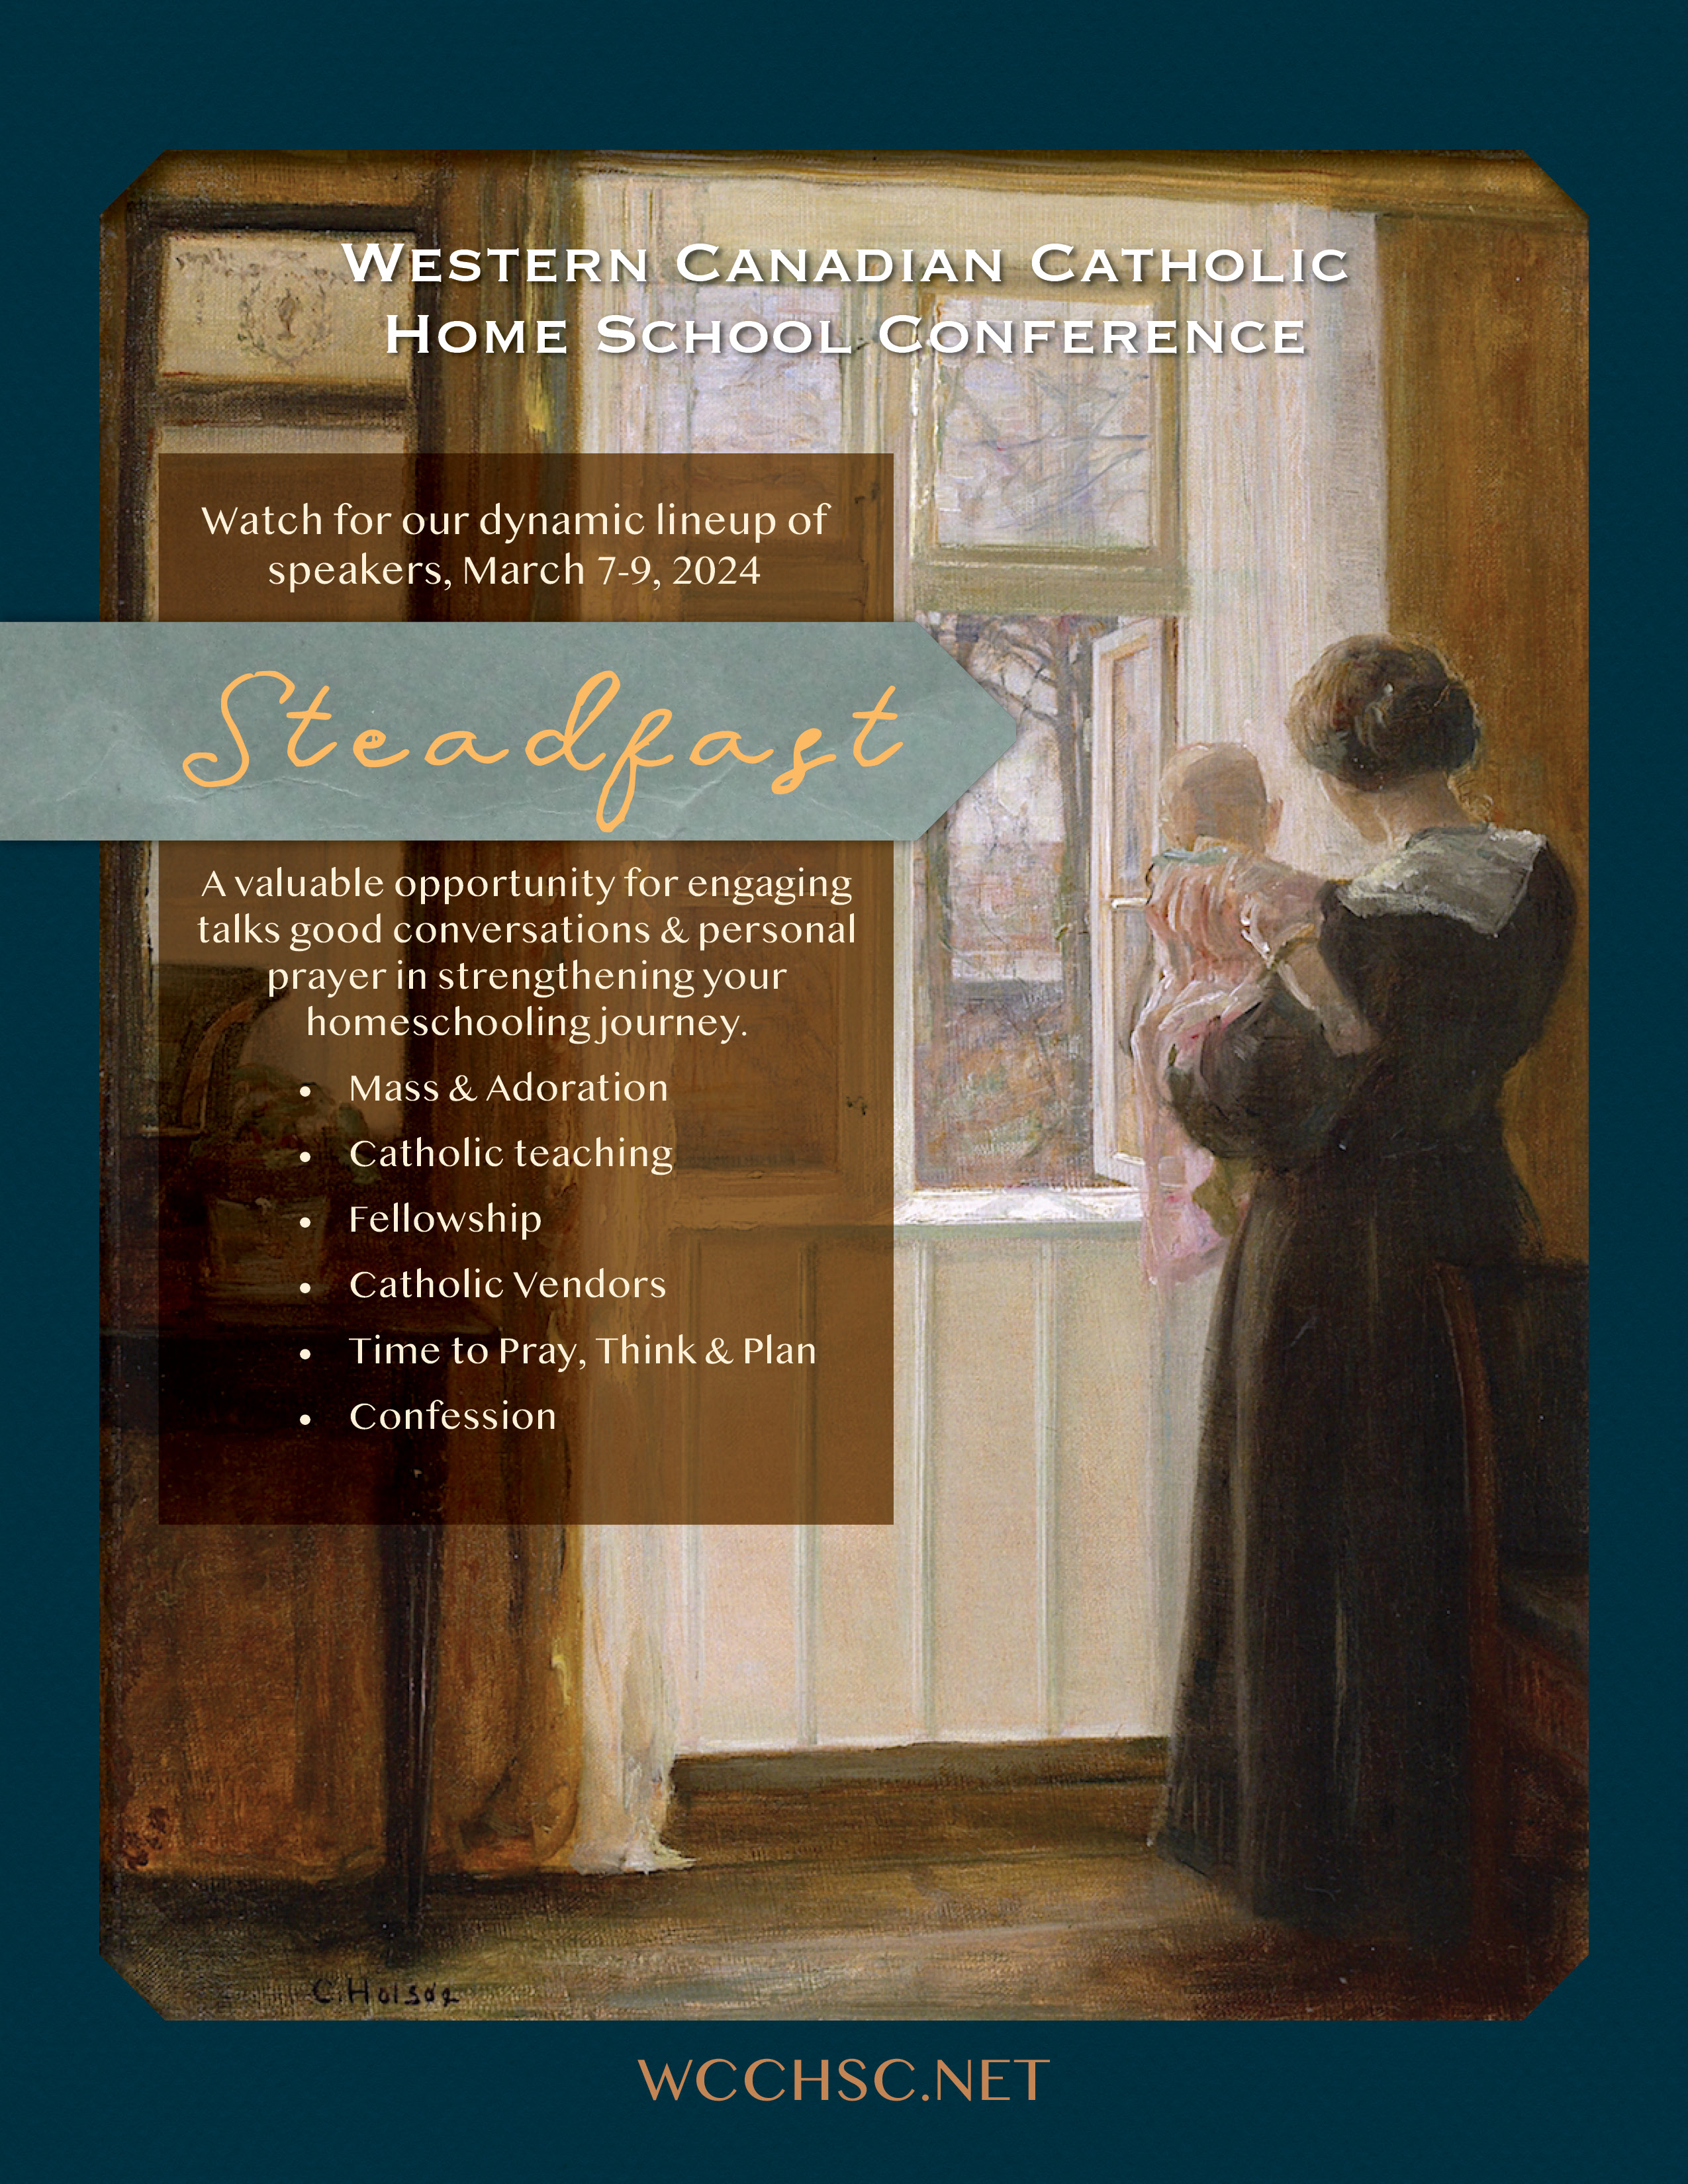 Western Canadian Catholic
Home School Conference
Watch for our dynamic lineup of
speakers, March 7-9, 2024
Steadfast
A valuable opportunity for engaging
talks good conversations & personal
prayer in strengthening your
homeschooling journey.
• Mass & Adoration
• Catholic teaching
• Fellowship
• Catholic Vendors
• Time to Pray, Think & Plan
• Confession
C. Holsøe
WCCHSC.NET